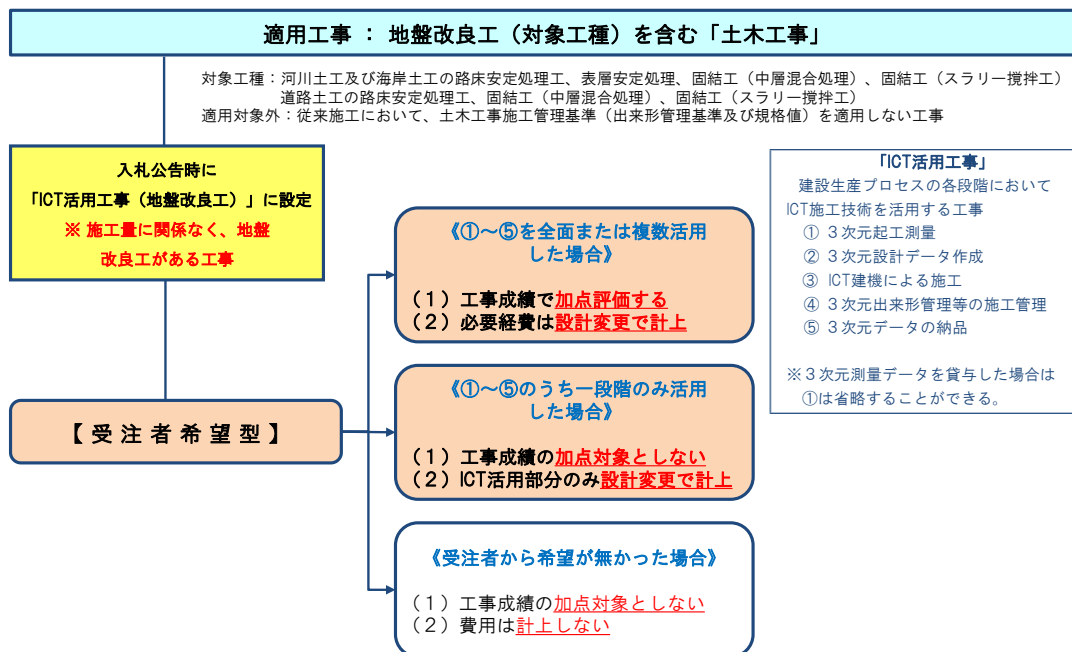 適用工事 ： 地盤改良工（対象工種）を含む「土木工事」
対象工種：河川土工及び海岸土工の路床安定処理工、表層安定処理、固結工（中層混合処理）、固結工（スラリー撹拌工）
道路土工の路床安定処理工、固結工（中層混合処理）、固結工（スラリー撹拌工）
適用対象外：従来施工において、土木工事施工管理基準（出来形管理基準及び規格値）を適用しない工事
入札公告時に
「ICT活用工事（地盤改良工）」に設定
※ 施工量に関係なく、地盤
改良工がある工事
【 受 注 者 希 望 型 】
《①～⑤を全面または複数活用
した場合》
（１）工事成績で加点評価する
（２）必要経費は設計変更で計上
《①～⑤のうち一段階のみ活用
した場合》
（１）工事成績の加点対象としない
（２）ICT活用部分のみ設計変更で計上
《受注者から希望が無かった場合》
（１）工事成績の加点対象としない
（２）費用は計上しない
「ICT活用工事」
建設生産プロセスの各段階において
ICT施工技術を活用する工事
① ３次元起工測量
② ３次元設計データ作成
③ ICT建機による施工
④ ３次元出来形管理等の施工管理
⑤ ３次元データの納品
※３次元測量データを貸与した場合は
①は省略することができる。